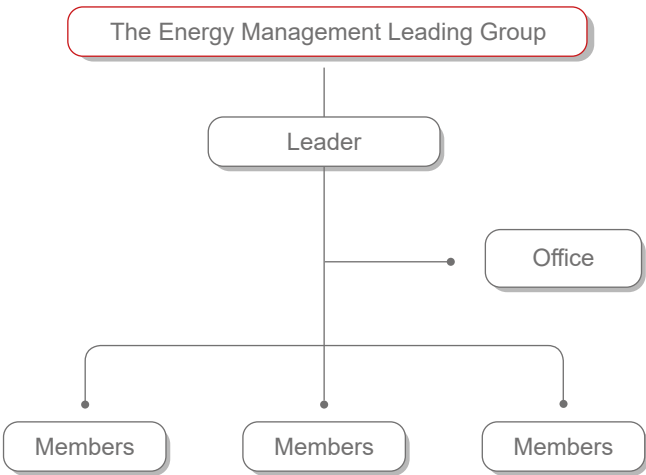 The Energy Management Leading Group
Leader
Office
Members
Members
Members